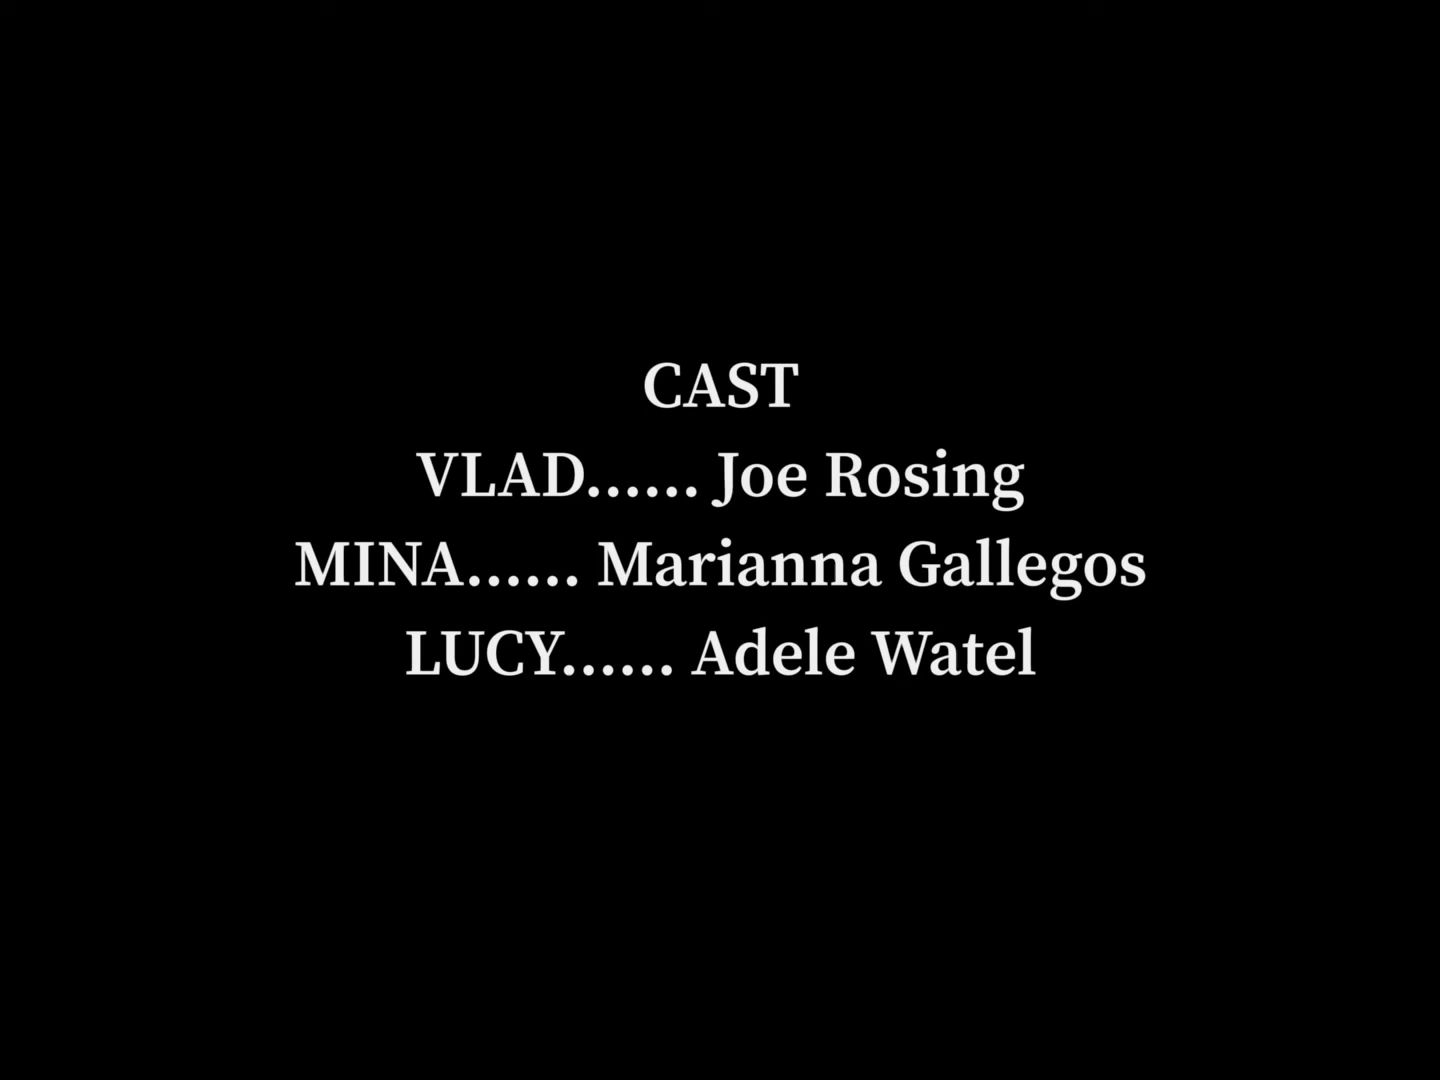 CAST
VLAD...... Joe Rosing
MINA...... Marianna Gallegos
LUCY...... Adele Watel